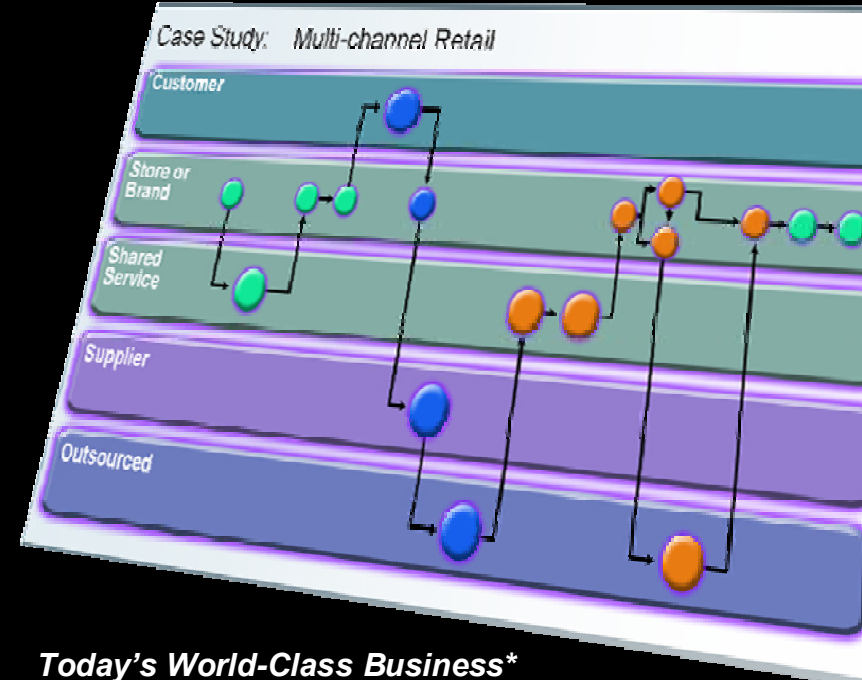 Case Study: Multi-channel Retail
Customer
Store or
Brand
Shared
Service
Supplier
Outsourced
Today's World-Class Business*